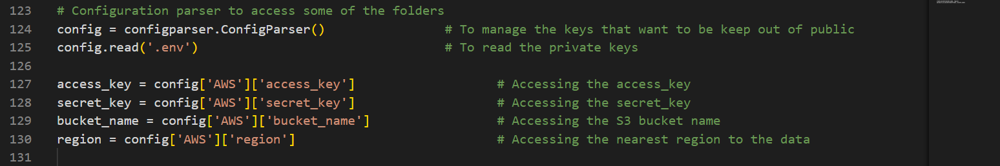 123 # Configuration parser to access some of the folders
124 config = configparser.ConfigParser() # To manage the keys that want to be keep out of public
125 config.read('.env') # To read the private keys
126
127 access_key = config['AWS']['access_key'] # Accessing the access_key
128 secret_key = config['AWS']['secret_key'] # Accessing the secret_key
129 bucket_name = config['AWS']['bucket_name'] # Accessing the S3 bucket name
130 region = config['AWS']['region'] # Accessing the nearest region to the data
131